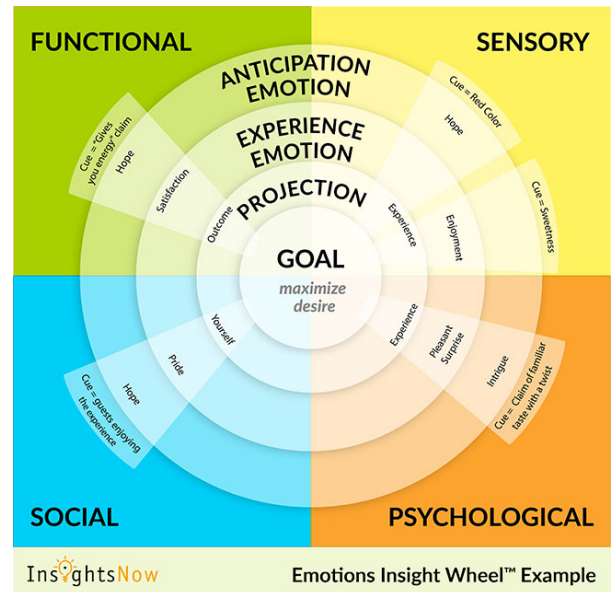 FUNCTIONAL
SENSORY
ANTICIPATION
EMOTION
EXPERIENCE
EMOTION
PROJECTION
GOAL
maximize
desire
Cue = "Gives
you energy" claim
Hope
Satisfaction
Outcome
Cue = Red Color
Hope
Experience
Cue = Sweetness
Enjoyment
Cue = guests enjoying
the experience
Hope
Pride
Yourself
Experience
Pleasant
Surprise
Intrigue
Cue = Claim of familiar
taste with a twist
SOCIAL
PSYCHOLOGICAL
InsightsNow
Emotions Insight Wheel™ Example